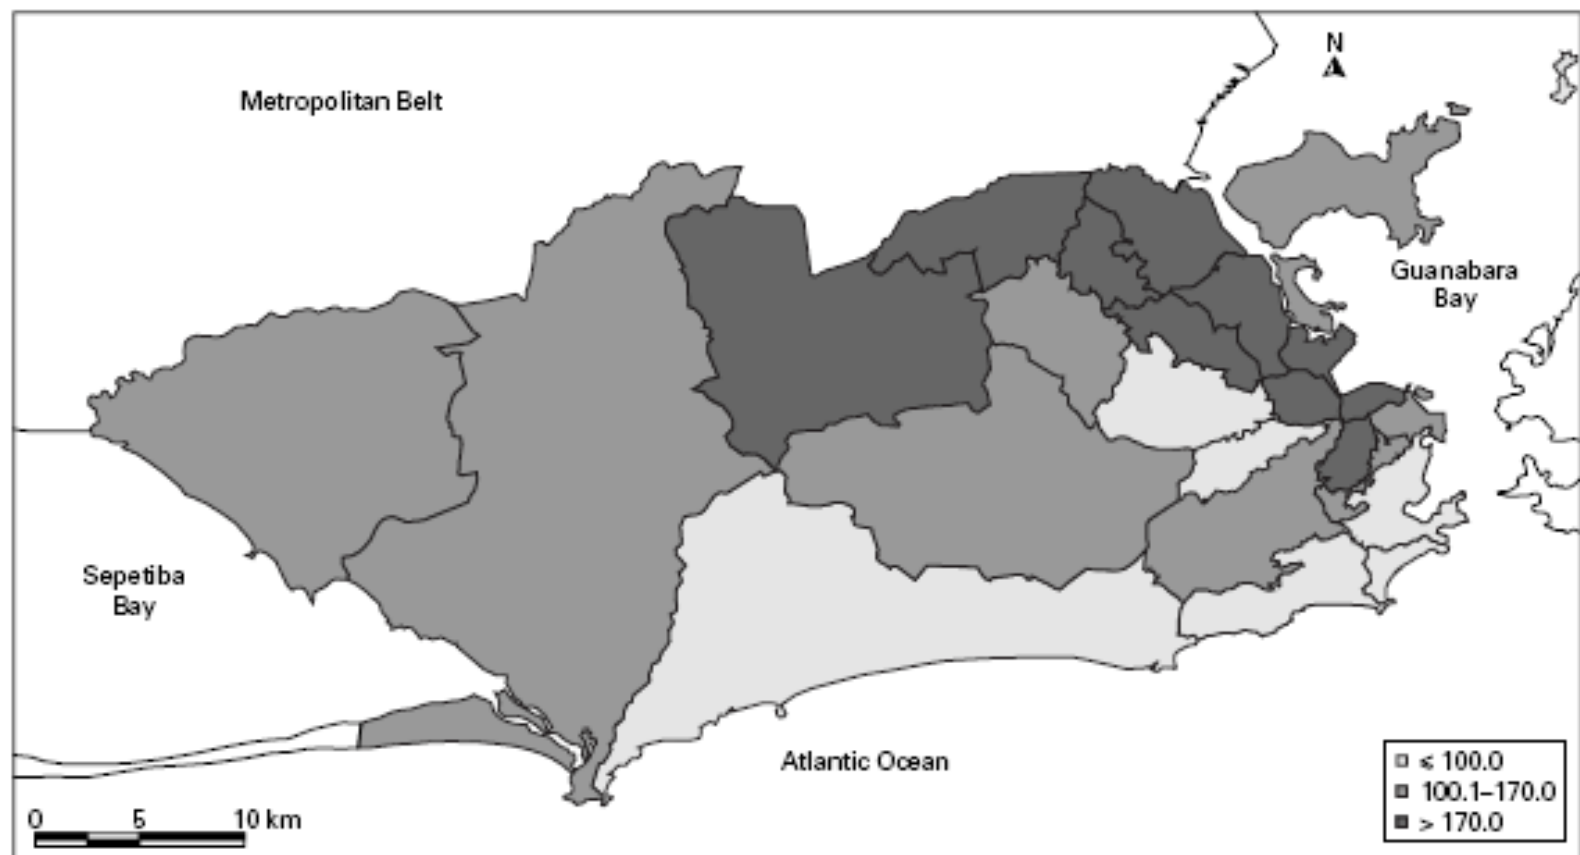 N
Metropolitan Belt
Guanabara
Bay
Sepetiba
Bay
Atlantic Ocean
≤ 100.0
100.1–170.0
> 170.0
0 5 10 km